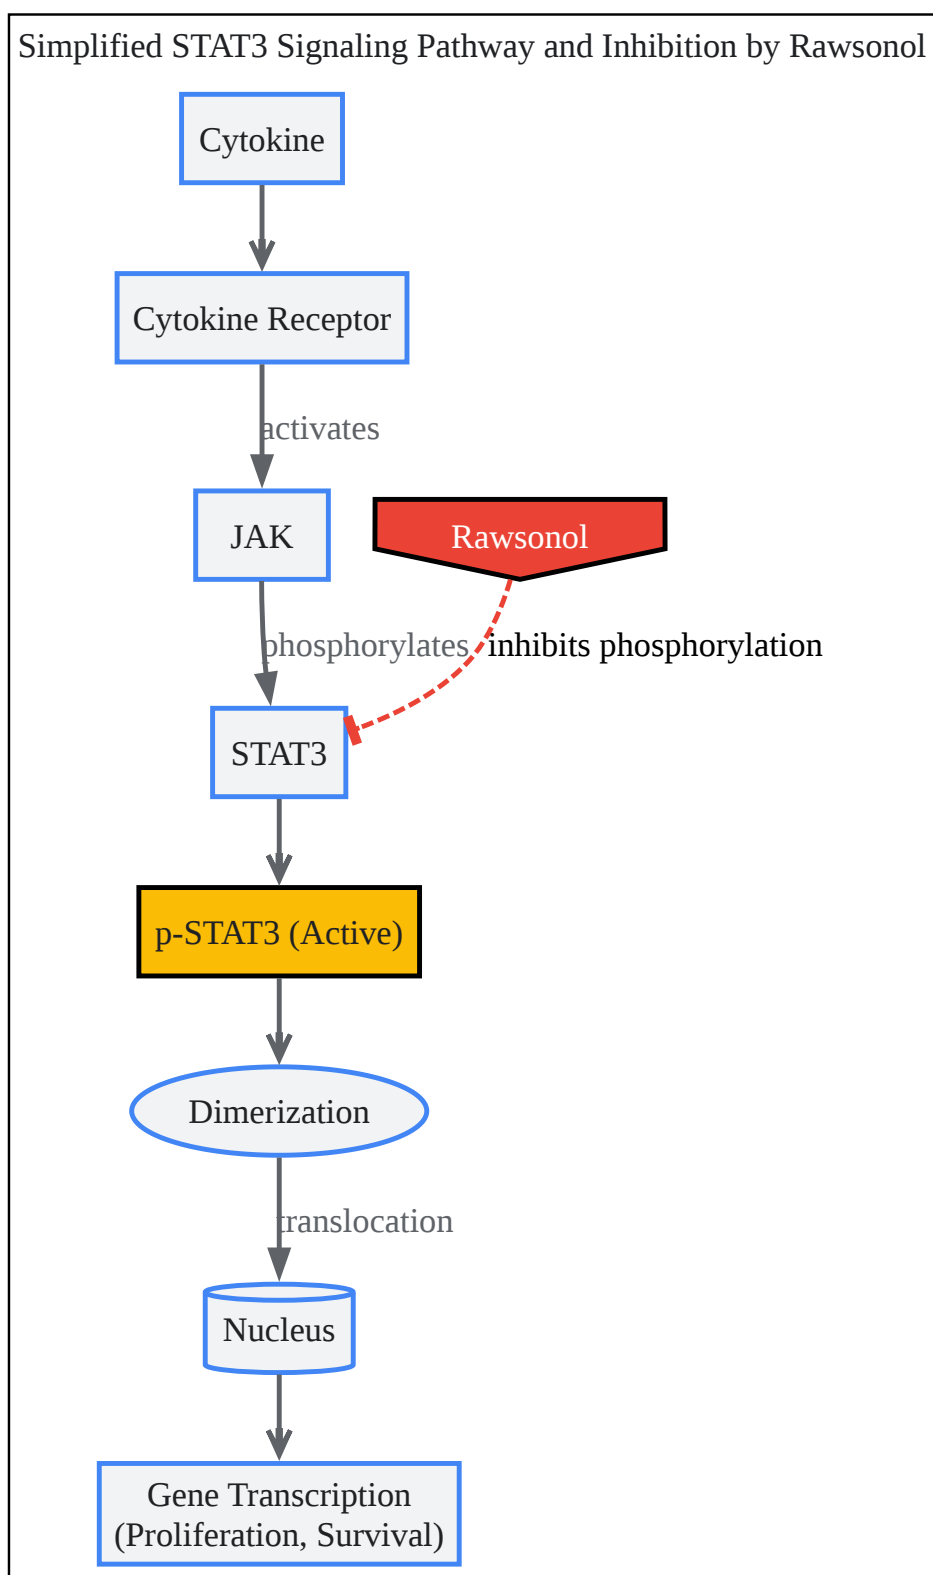 Simplified STAT3 Signaling Pathway and Inhibition by Rawsonol
Cytokine
Cytokine Receptor
activates
JAK
Rawsonol
phosphorylates
inhibits phosphorylation
STAT3
p-STAT3 (Active)
Dimerization
translocation
Nucleus
Gene Transcription
(Proliferation, Survival)